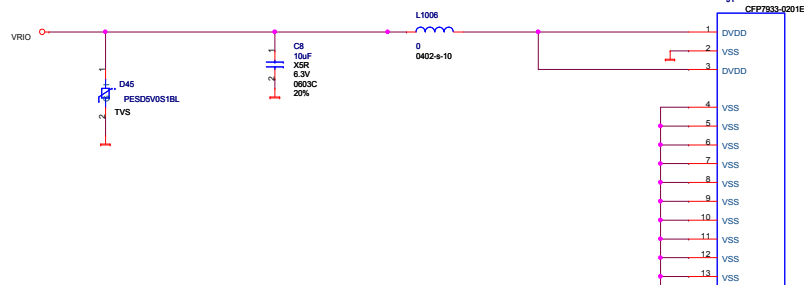 CFP7933-0201E
L1006
VRIO
1
DVDD
C8
0
2
VSS
10uF
0402-s-10
X5R
3
DVDD
6.3V
0603C
20%
1
2
1
D45
PESD5V0S1BL
TVS
2
4
VSS
5
VSS
6
VSS
7
VSS
8
VSS
9
VSS
10
VSS
11
VSS
12
VSS
13
VSS